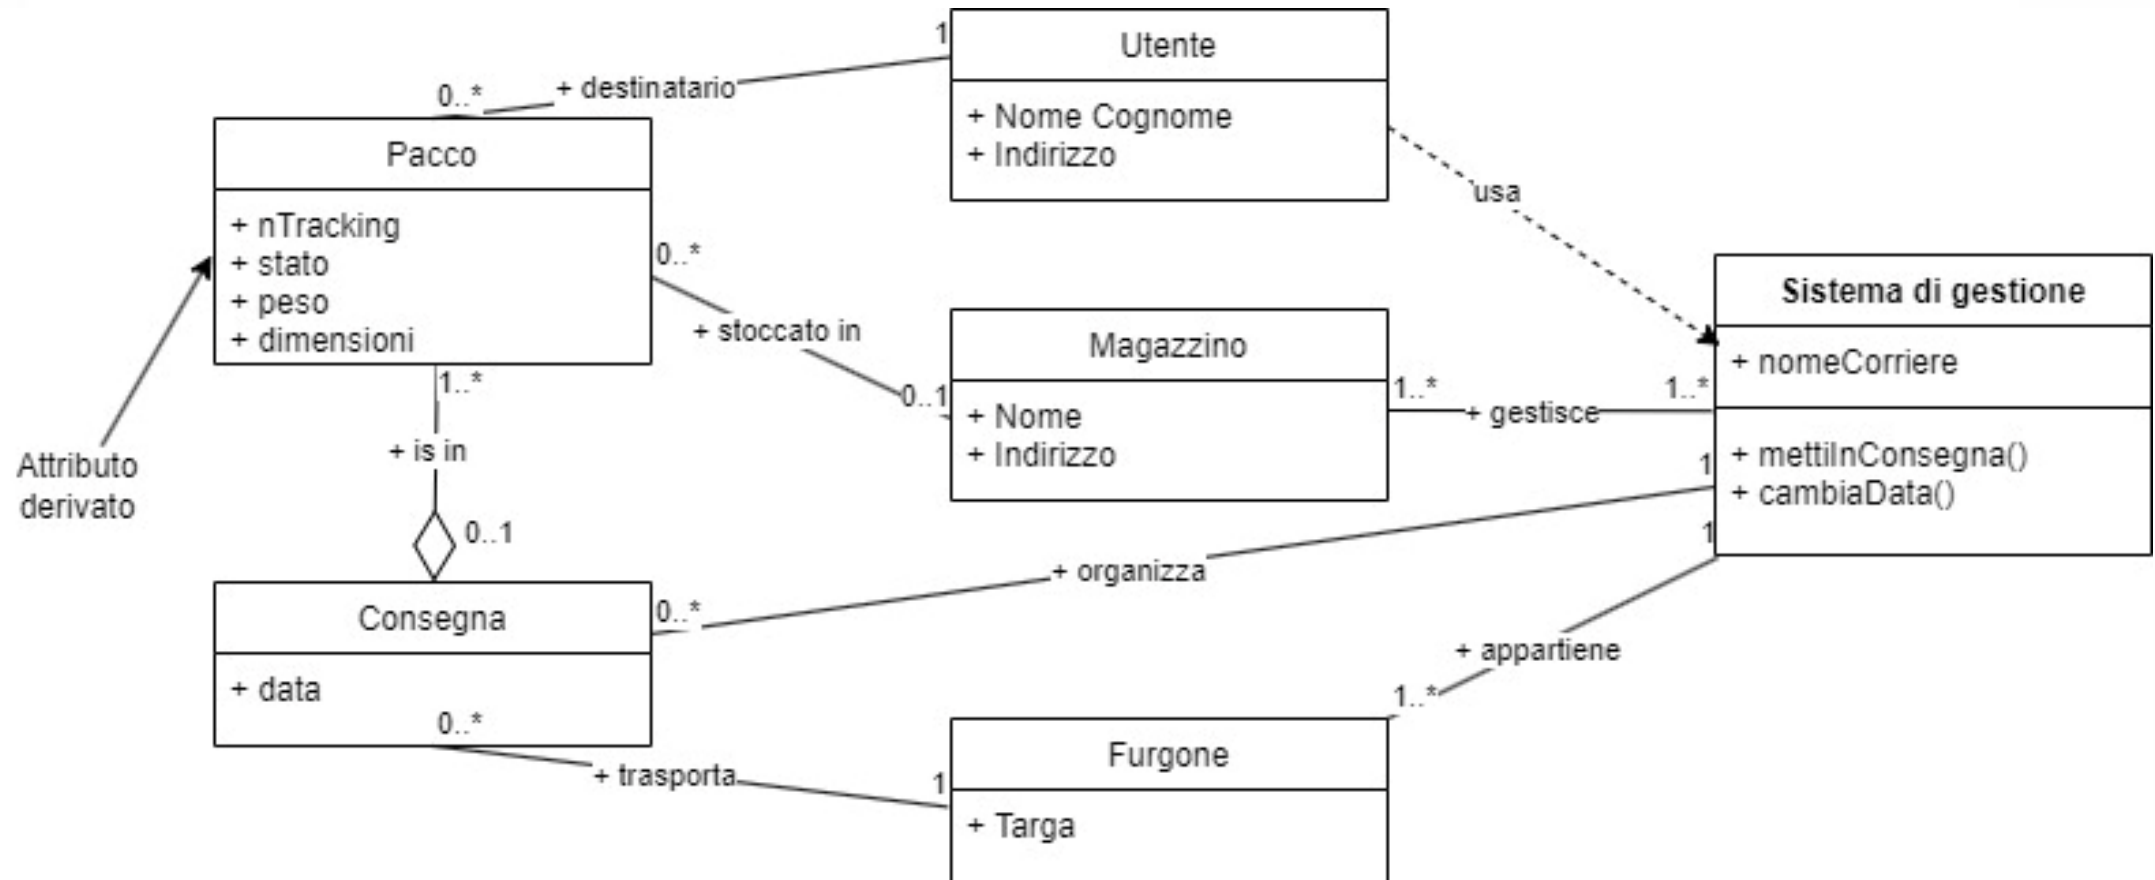 1
Utente
+ destinatario
0..*
+ Nome Cognome
+ Indirizzo
Pacco
+ nTracking
+ stato
+ peso
+ dimensioni
usa
0..*
+ stoccato in
0..1
Magazzino
+ Nome
+ Indirizzo
Sistema di gestione
+ nomeCorriere
+ mettiInConsegna()
+ cambiaData()
1..*
+ gestisce
1..*
1
1
Attributo
derivato
1..*
+ is in
0..1
Consegna
+ data
0..*
+ organizza
0..*
+ trasporta
1
+ appartiene
1..*
Furgone
+ Targa